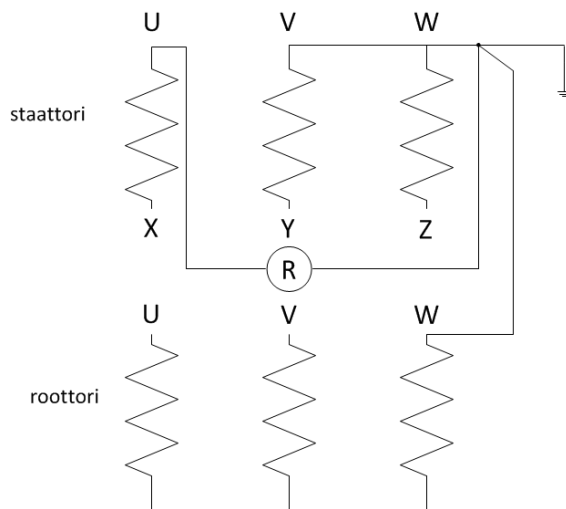 U V W
staattori
X Y Z
R
U V W
roottori